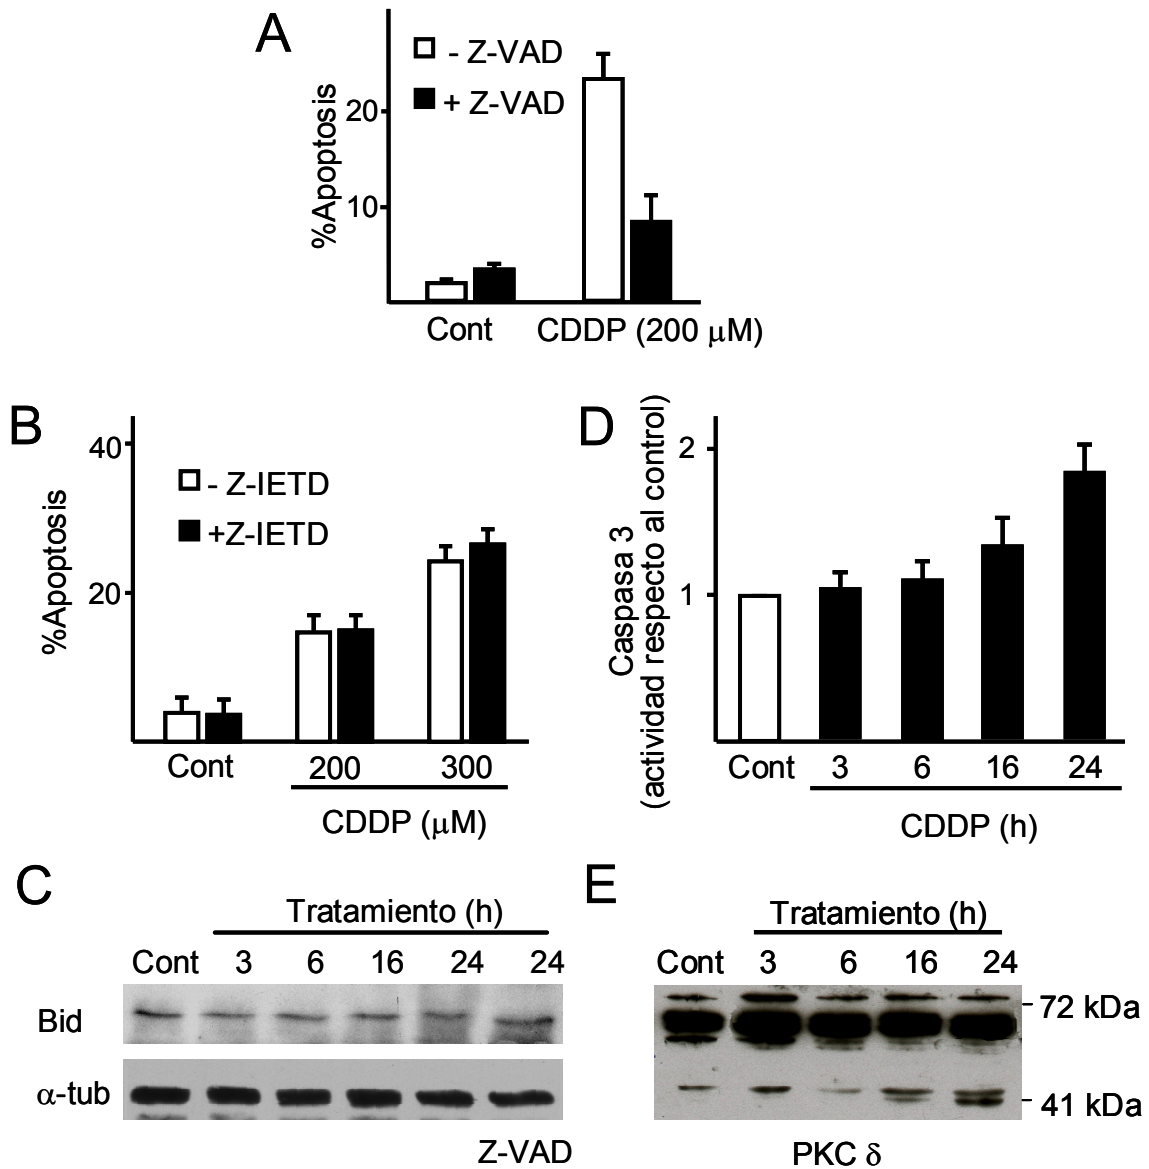 A
- Z-VAD
+ Z-VAD
%Apoptosis
20
10
Cont CDDP (200 µM)
B
- Z-IETD
+Z-IETD
%Apoptosis
40
20
Cont 200 300
CDDP (µM)
D
Caspasa 3
(actividad respecto al control)
2
1
Cont 3 6 16 24
CDDP (h)
C
Tratamiento (h)
Cont 3 6 16 24 24
Bid
α-tub
Z-VAD
E
Tratamiento (h)
Cont 3 6 16 24
72 kDa
41 kDa
PKC δ